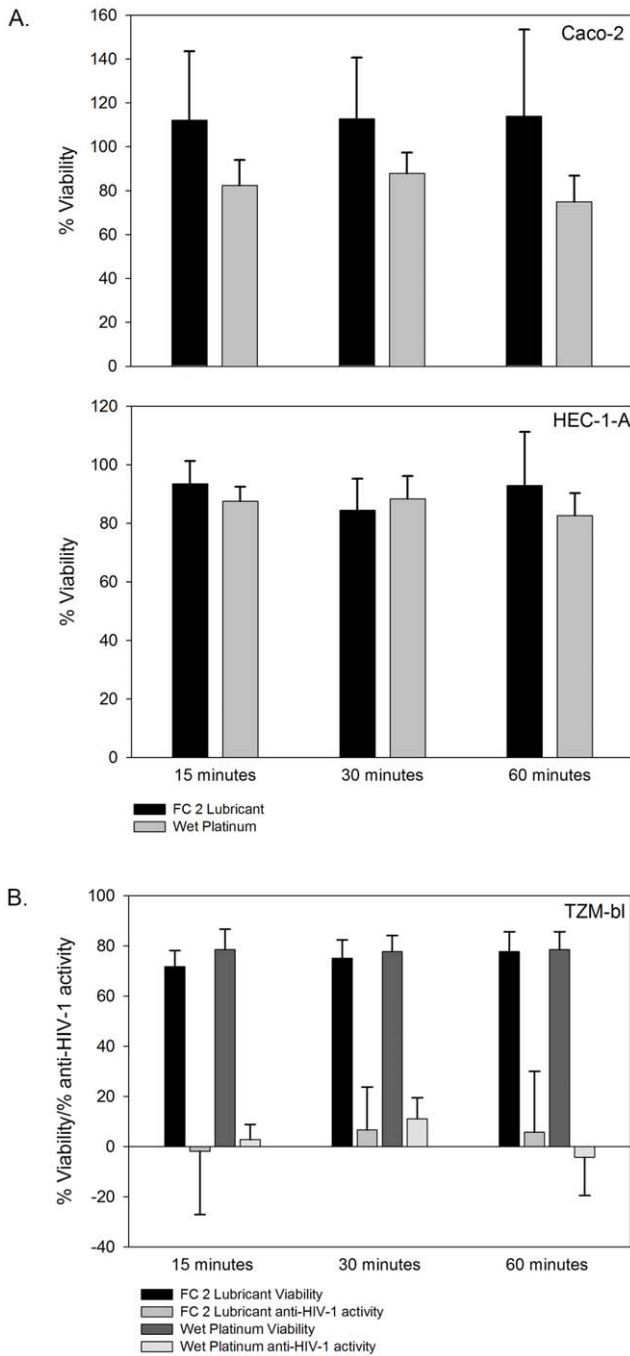 A.
Caco-2
% Viability
160
140
120
100
80
60
40
20
0
HEC-1-A
% Viability
120
100
80
60
40
20
0
15 minutes 30 minutes 60 minutes
FC 2 Lubricant
Wet Platinum
B.
TZM-bl
% Viability/% anti-HIV-1 activity
100
80
60
40
20
0
-20
-40
15 minutes 30 minutes 60 minutes
FC 2 Lubricant Viability
FC 2 Lubricant anti-HIV-1 activity
Wet Platinum Viability
Wet Platinum anti-HIV-1 activity